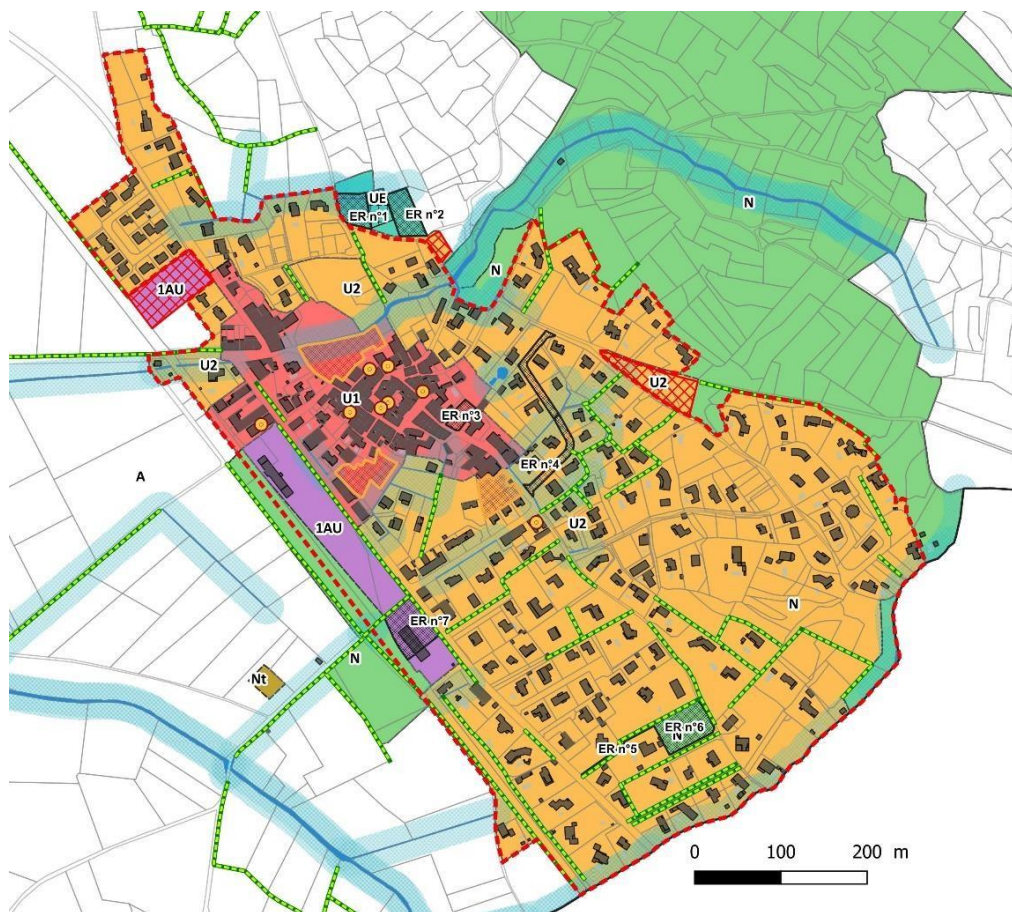 UE
ER n°1
ER n°2
N
N
1AU
U2
U2
U2
U1
ER n°3
ER n°4
A
1AU
U2
N
ER n°7
Nt
N
ER n°6
N
ER n°5
0 100 200 m